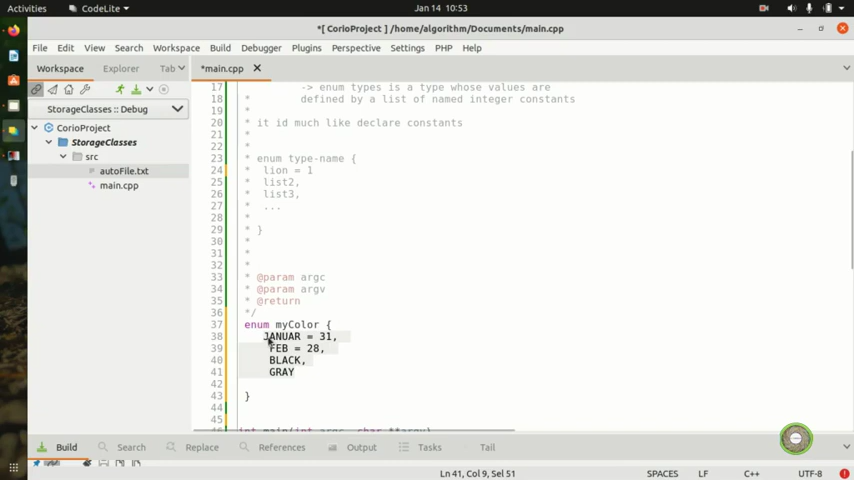 Activities CodeLite Jan 14 10:53
*[ CorioProject ] /home/algorithm/Documents/main.cpp
File Edit View Search Workspace Build Debugger Plugins Perspective Settings PHP Help
Workspace Explorer Tab *main.cpp
StorageClasses :: Debug
CorioProject
StorageClasses
src
autoFile.txt
main.cpp
17 -> enum types is a type whose values are
18 * defined by a list of named integer constants
19 *
20 * it id much like declare constants
21 *
22 *
23 * enum type-name {
24 * lion = 1
25 * list2,
26 * list3,
27 * ...
28 *
29 * }
30 *
31 *
32 *
33 * @param argc
34 * @param argv
35 * @return
36 */
37 enum myColor {
38 JANUAR = 31,
39 FEB = 28,
40 BLACK,
41 GRAY
42
43 }
44
45
int main(int argc, char **argv)
Build Search Replace References Output Tasks Tail
Ln 41, Col 9, Sel 51 SPACES LF C++ UTF-8